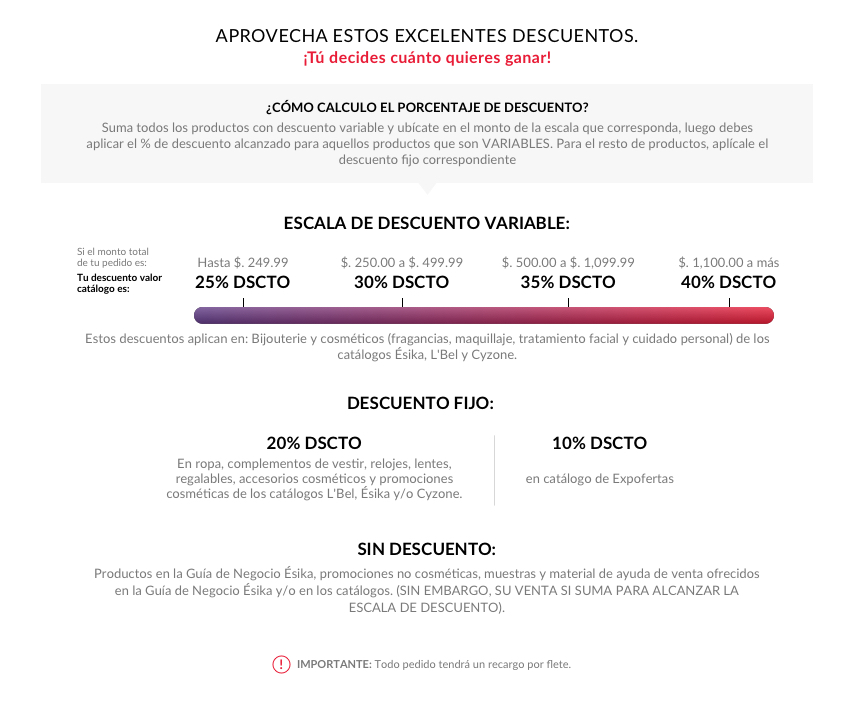 APROVECHA ESTOS EXCELENTES DESCUENTOS.
¡Tú decides cuánto quieres ganar!
¿CÓMO CALCULO EL PORCENTAJE DE DESCUENTO?
Suma todos los productos con descuento variable y ubícate en el monto de la escala que corresponda, luego debes
aplicar el % de descuento alcanzado para aquellos productos que son VARIABLES. Para el resto de productos, aplícale el
descuento fijo correspondiente
ESCALA DE DESCUENTO VARIABLE:
Si el monto total
de tu pedido es:
Hasta $. 249.99 $. 250.00 a $. 499.99 $. 500.00 a $. 1,099.99 $. 1,100.00 a más
Tu descuento valor
catálogo es:
25% DSCTO 30% DSCTO 35% DSCTO 40% DSCTO
Estos descuentos aplican en: Bijouterie y cosméticos (fragancias, maquillaje, tratamiento facial y cuidado personal) de los
catálogos Ésika, L'Bel y Cyzone.
DESCUENTO FIJO:
20% DSCTO
En ropa, complementos de vestir, relojes, lentes,
regalables, accesorios cosméticos y promociones
cosméticas de los catálogos L'Bel, Ésika y/o Cyzone.
10% DSCTO
en catálogo de Expofertas
SIN DESCUENTO:
Productos en la Guía de Negocio Ésika, promociones no cosméticas, muestras y material de ayuda de venta ofrecidos
en la Guía de Negocio Ésika y/o en los catálogos. (SIN EMBARGO, SU VENTA SI SUMA PARA ALCANZAR LA
ESCALA DE DESCUENTO).
! IMPORTANTE: Todo pedido tendrá un recargo por flete.